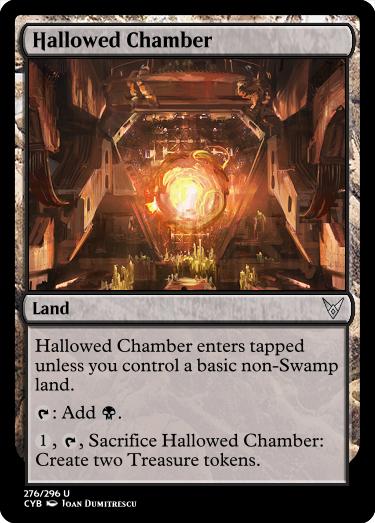 Hallowed Chamber
Land
Hallowed Chamber enters tapped
unless you control a basic non-Swamp
land.
: Add .
1 , , Sacrifice Hallowed Chamber:
Create two Treasure tokens.
276/296 U
CYB Joan Dumitrescu